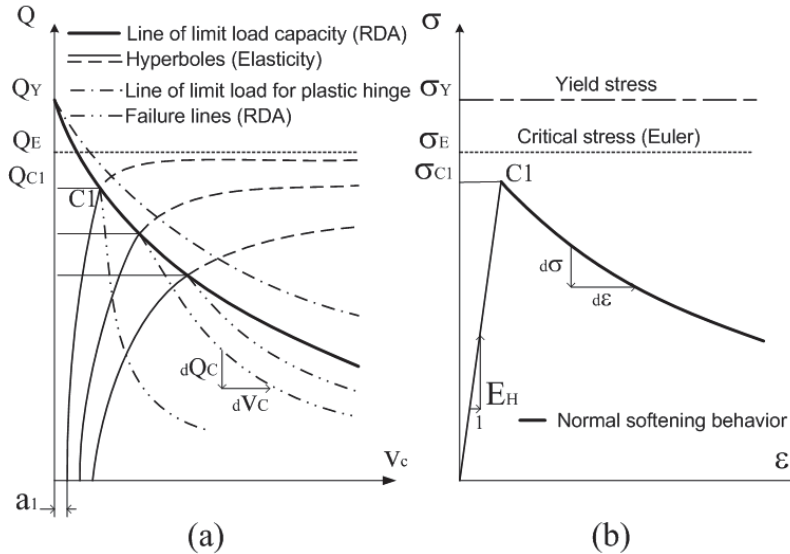 Q
Line of limit load capacity (RDA)
Hyperboles (Elasticity)
Line of limit load for plastic hinge
Failure lines (RDA)
QY
QE
QC1
C1
dQC
dVC
Vc
a1
(a)
σ
σY
Yield stress
σE
Critical stress (Euler)
σC1
C1
dσ
dε
EH
1
Normal softening behavior
ε
(b)